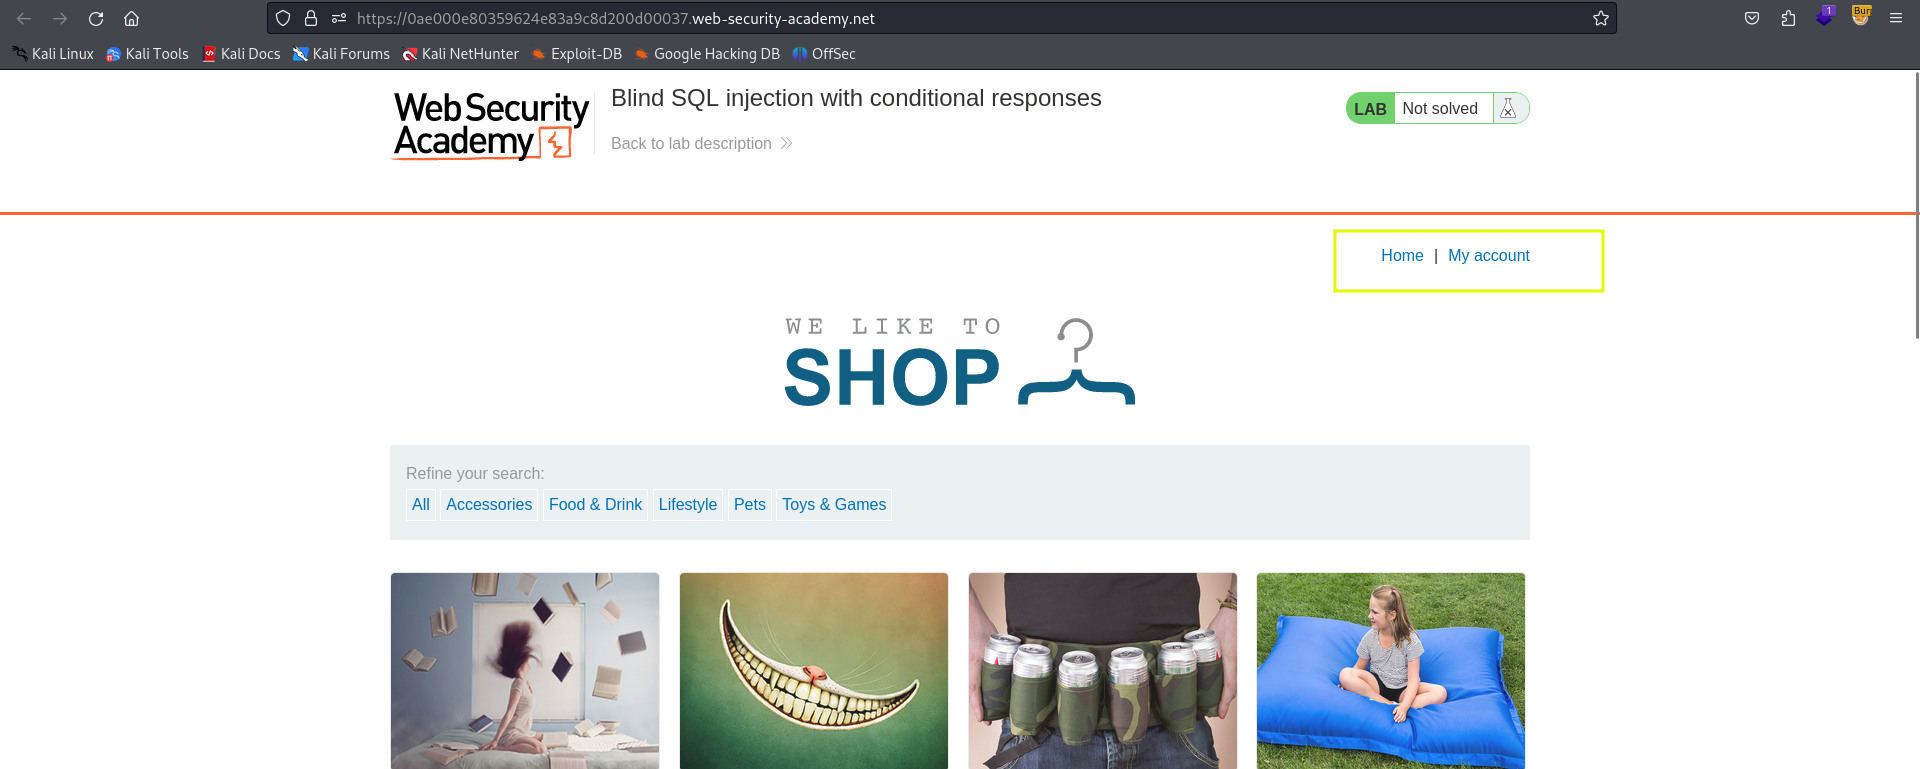 https://0ae000e80359624e83a9c8d200d00037.web-security-academy.net
1
Kali Linux Kali Tools Kali Docs Kali Forums Kali NetHunter Exploit-DB Google Hacking DB OffSec
Web Security Academy
Blind SQL injection with conditional responses
Back to lab description
LAB Not solved
Home | My account
WE LIKE TO
SHOP
Refine your search:
All Accessories Food & Drink Lifestyle Pets Toys & Games